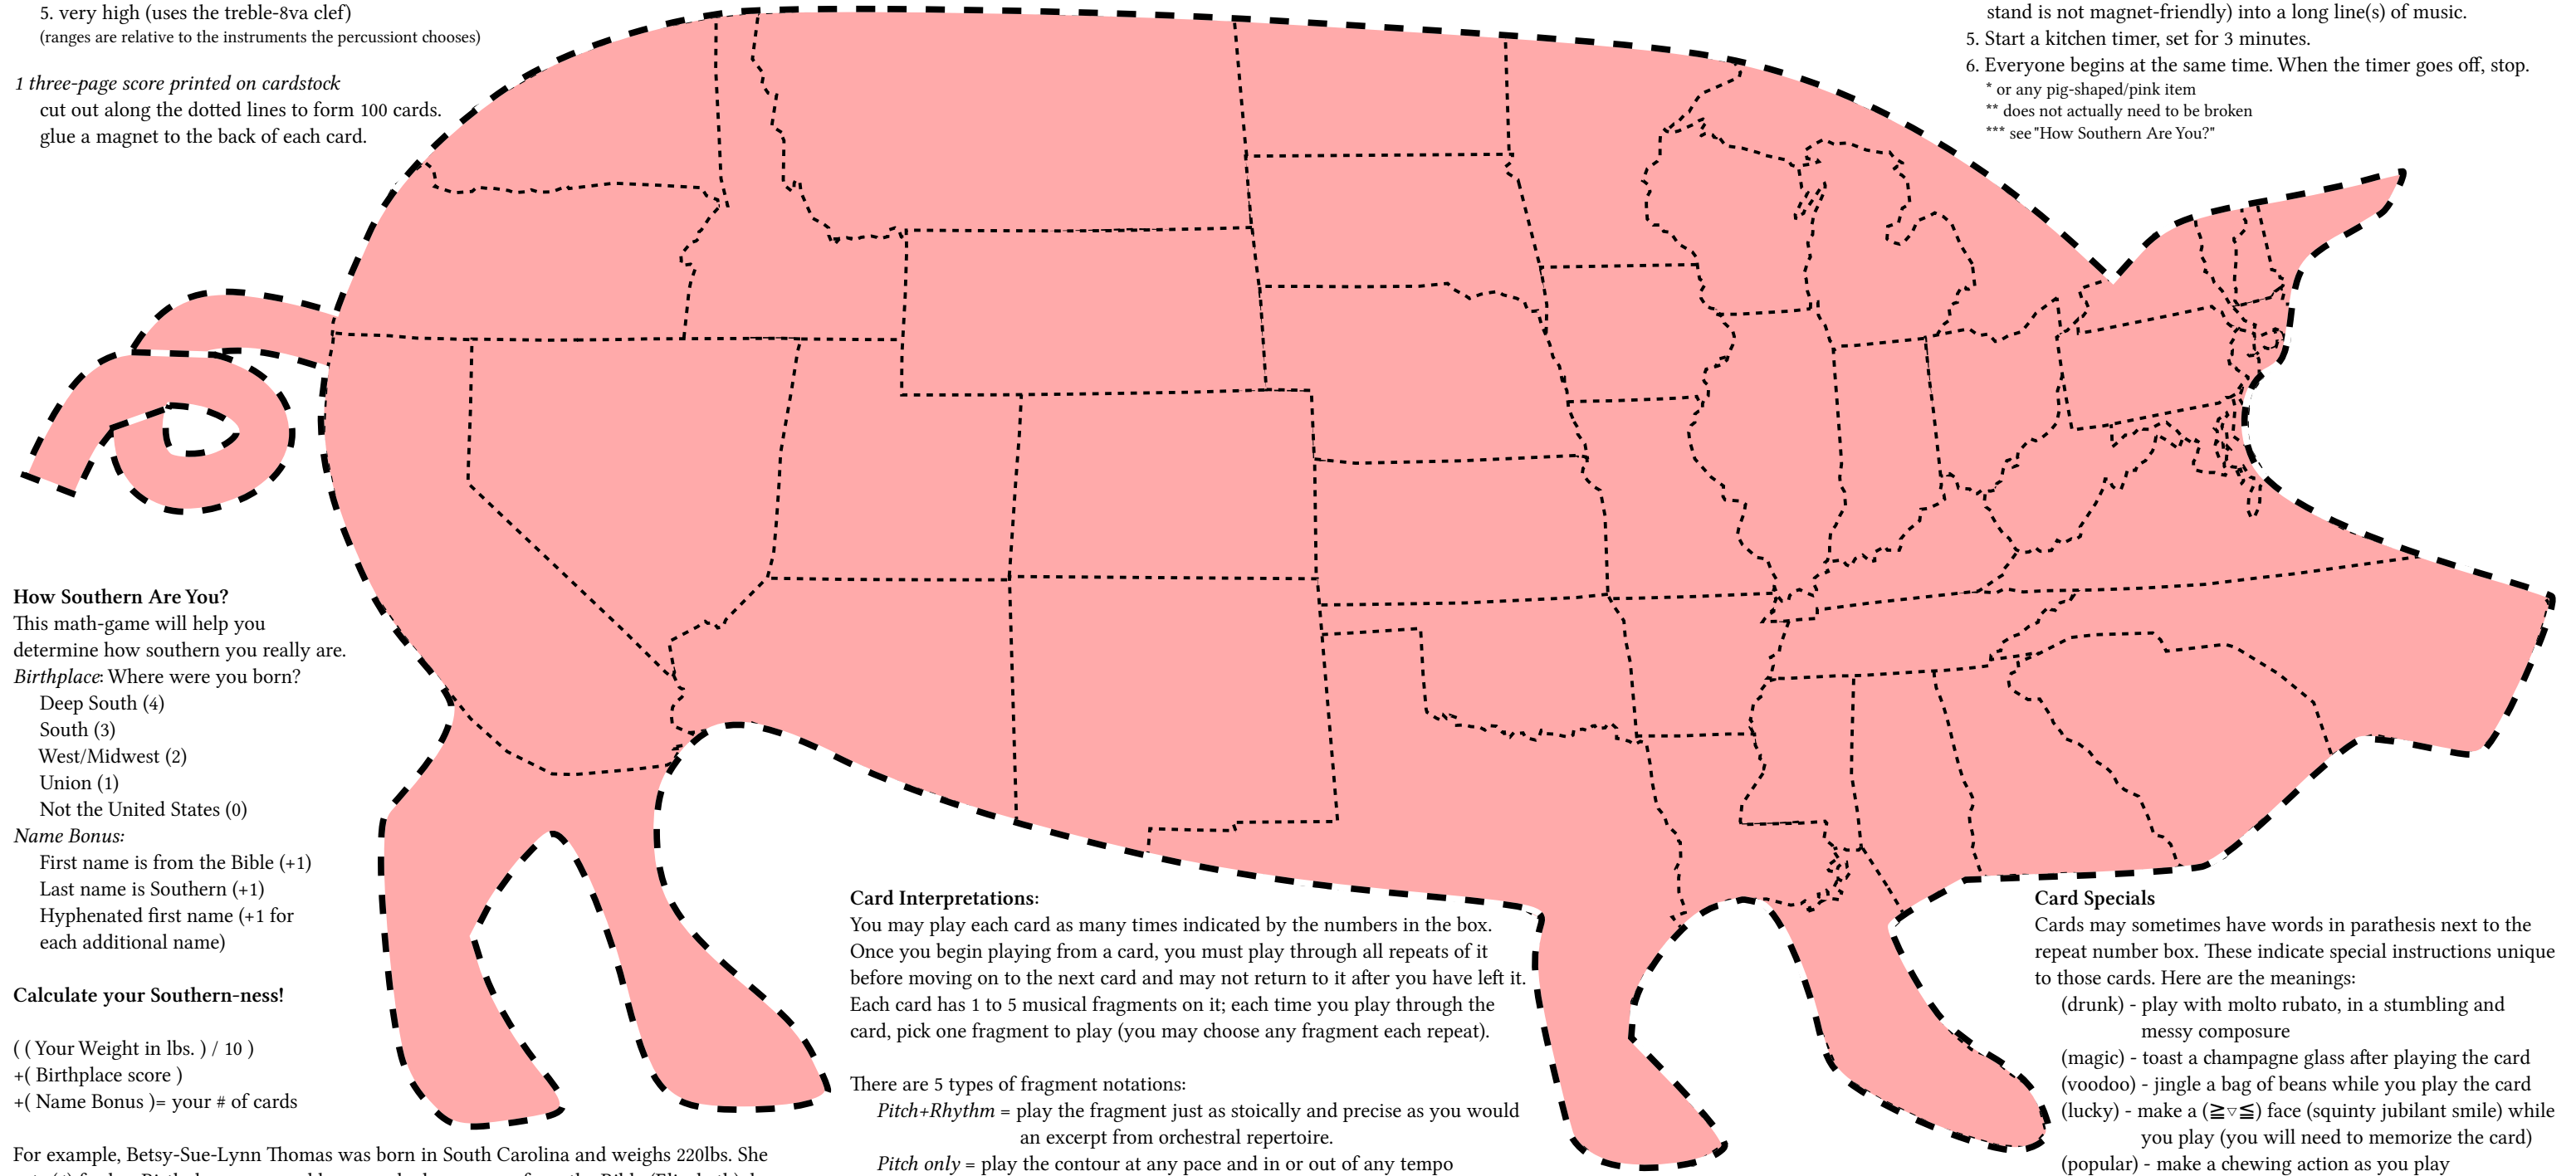 5. very high (uses the treble-8va clef)
(ranges are relative to the instruments the percussiont chooses)
1 three-page score printed on cardstock
cut out along the dotted lines to form 100 cards.
glue a magnet to the back of each card.
stand is not magnet-friendly) into a long line(s) of music.
5. Start a kitchen timer, set for 3 minutes.
6. Everyone begins at the same time. When the timer goes off, stop.
* or any pig-shaped/pink item
** does not actually need to be broken
*** see "How Southern Are You?"
How Southern Are You?
This math-game will help you
determine how southern you really are.
Birthplace: Where were you born?
Deep South (4)
South (3)
West/Midwest (2)
Union (1)
Not the United States (0)
Name Bonus:
First name is from the Bible (+1)
Last name is Southern (+1)
Hyphenated first name (+1 for
each additional name)
Calculate your Southern-ness!
( ( Your Weight in lbs. ) / 10 )
+( Birthplace score )
+( Name Bonus )= your # of cards
For example, Betsy-Sue-Lynn Thomas was born in South Carolina and weighs 220lbs. She
Card Interpretations:
You may play each card as many times indicated by the numbers in the box.
Once you begin playing from a card, you must play through all repeats of it
before moving on to the next card and may not return to it after you have left it.
Each card has 1 to 5 musical fragments on it; each time you play through the
card, pick one fragment to play (you may choose any fragment each repeat).
There are 5 types of fragment notations:
Pitch+Rhythm = play the fragment just as stoically and precise as you would
an excerpt from orchestral repertoire.
Pitch only = play the contour at any pace and in or out of any tempo
Card Specials
Cards may sometimes have words in parathesis next to the
repeat number box. These indicate special instructions unique
to those cards. Here are the meanings:
(drunk) - play with molto rubato, in a stumbling and
messy composure
(magic) - toast a champagne glass after playing the card
(voodoo) - jingle a bag of beans while you play the card
(lucky) - make a (≧▽≦) face (squinty jubilant smile) while
you play (you will need to memorize the card)
(popular) - make a chewing action as you play